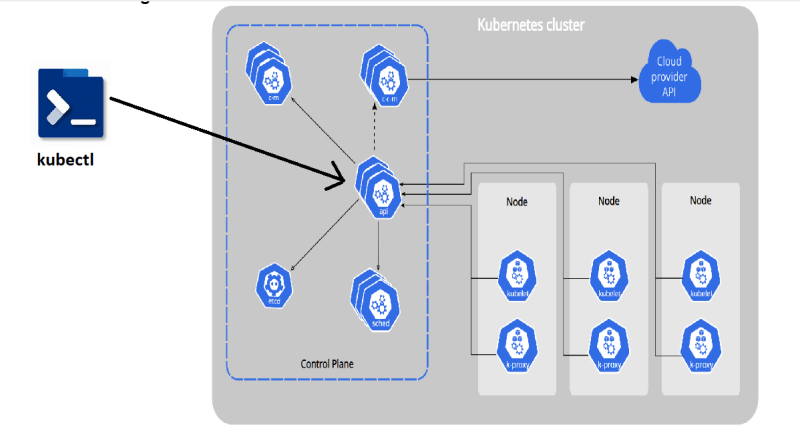 Kubernetes cluster
kubectl
c-m
c-c-m
Cloud
provider
API
api
Node
Node
Node
etcd
sched
kubelet
kubelet
kubelet
k-proxy
k-proxy
k-proxy
Control Plane